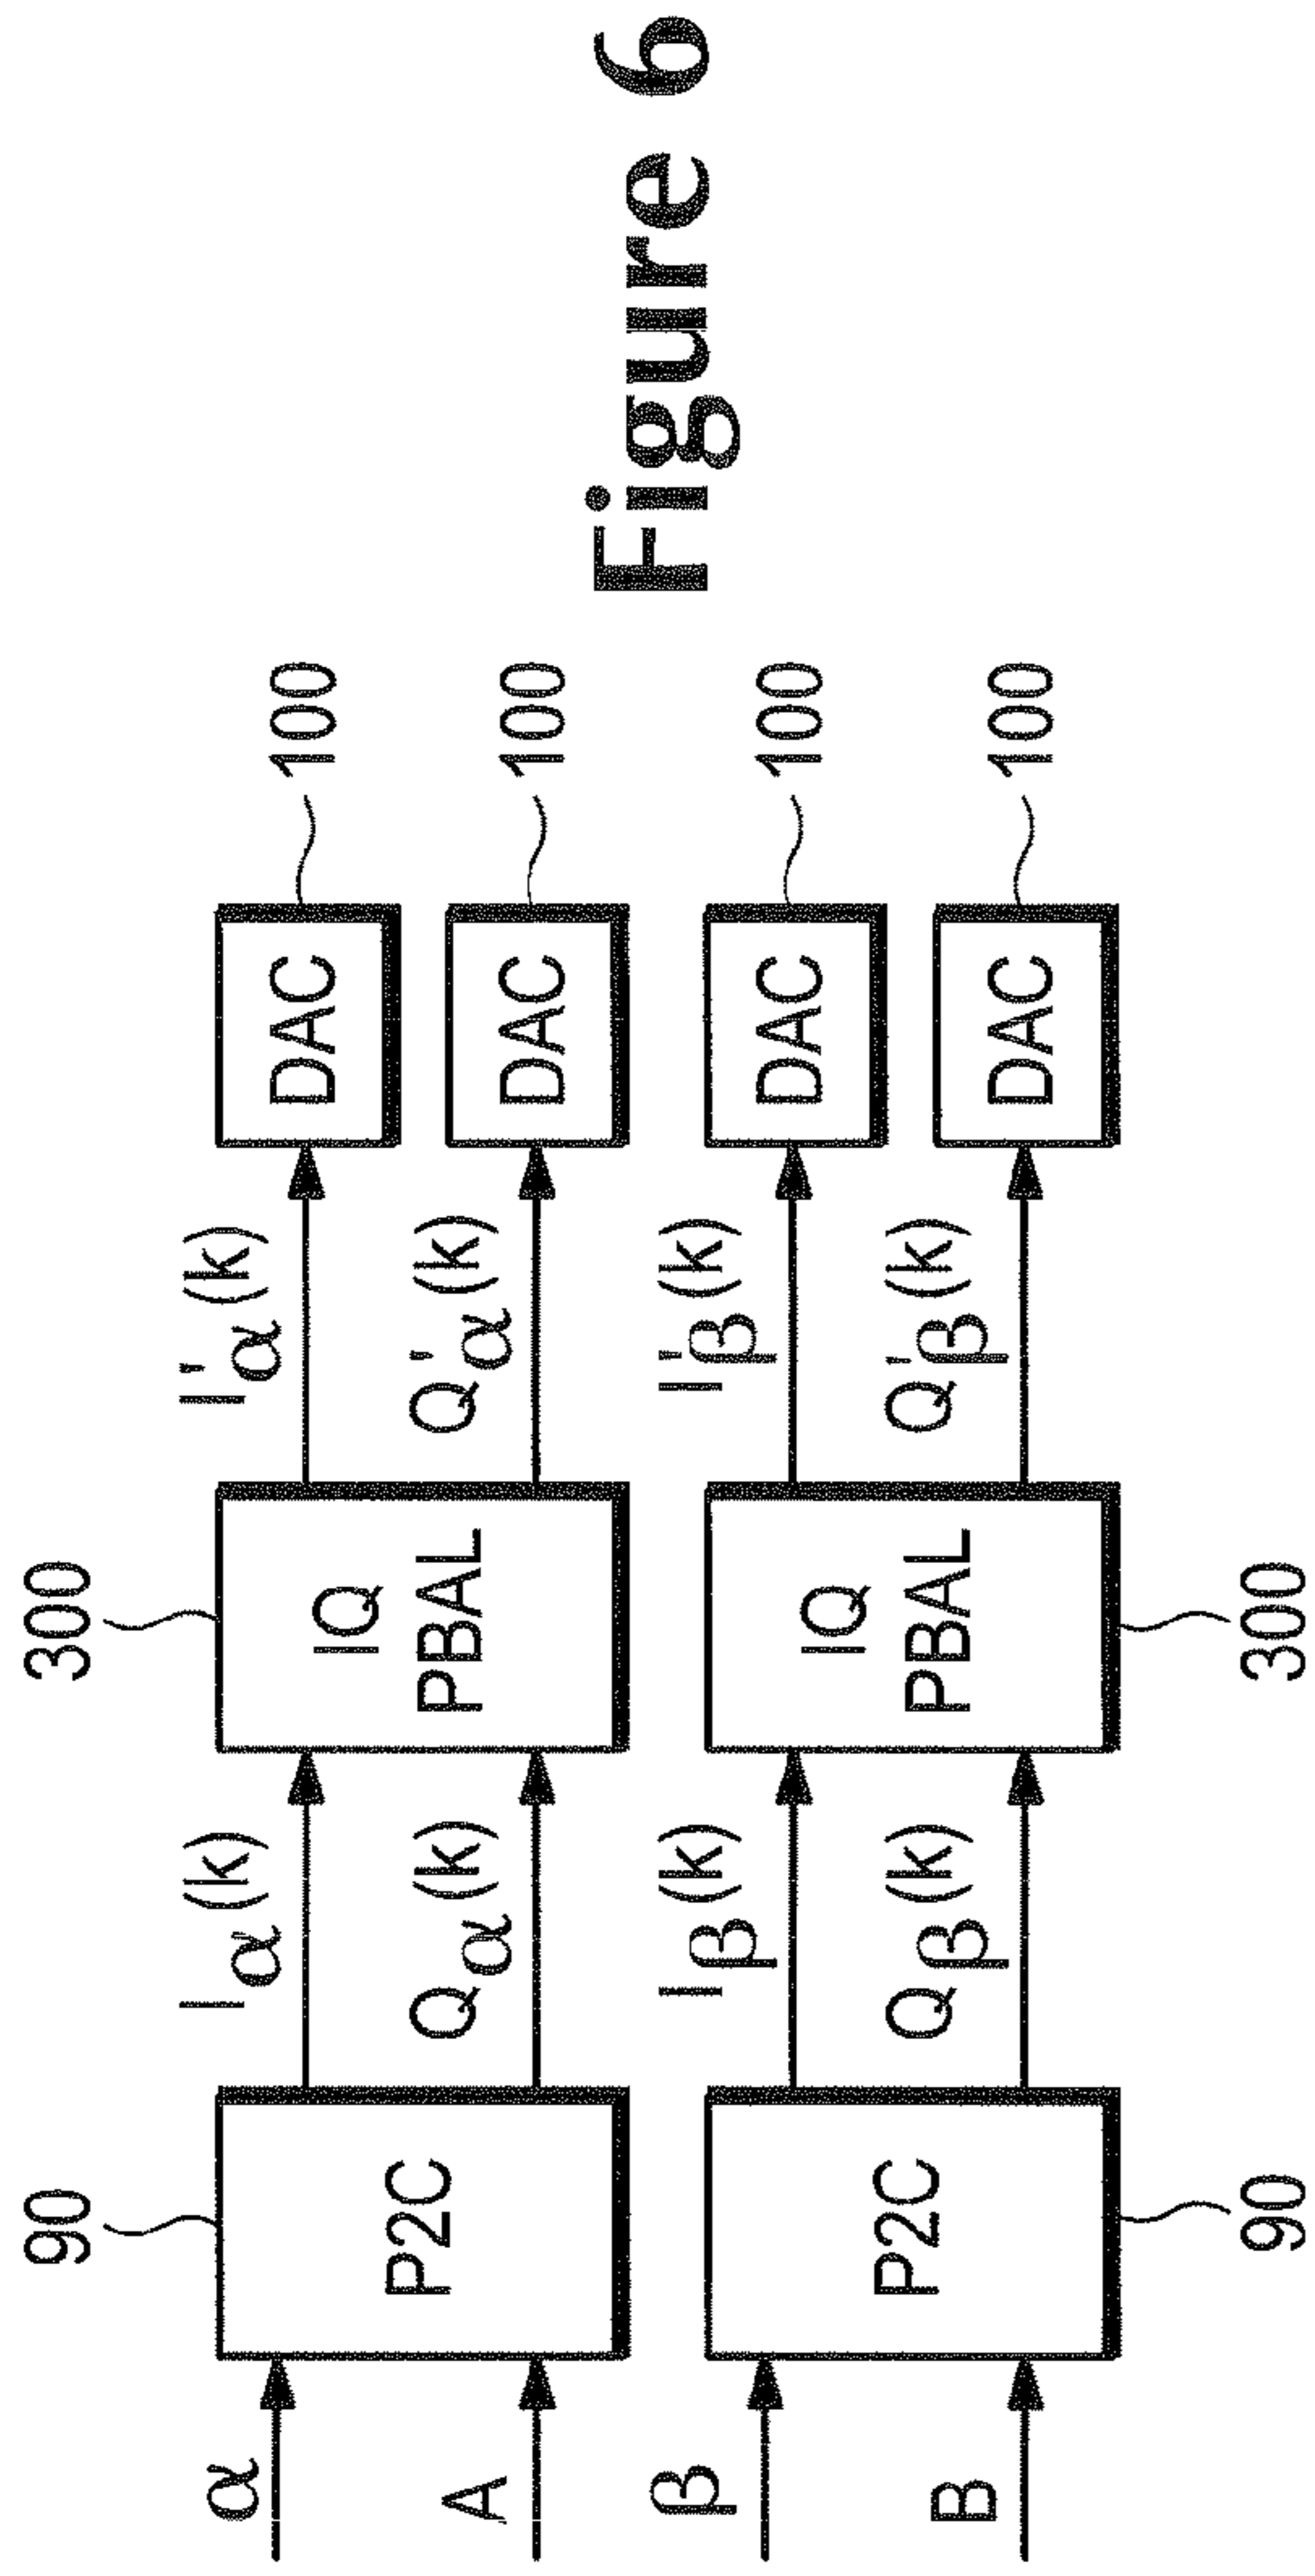 90
300
α
P2C
Iα(k)
IQ
PBAL
I'α(k)
DAC
100
A
Qα(k)
Q'α(k)
DAC
100
β
P2C
Iβ(k)
IQ
PBAL
I'β(k)
DAC
100
B
Qβ(k)
Q'β(k)
DAC
100
90
300
Figure 6